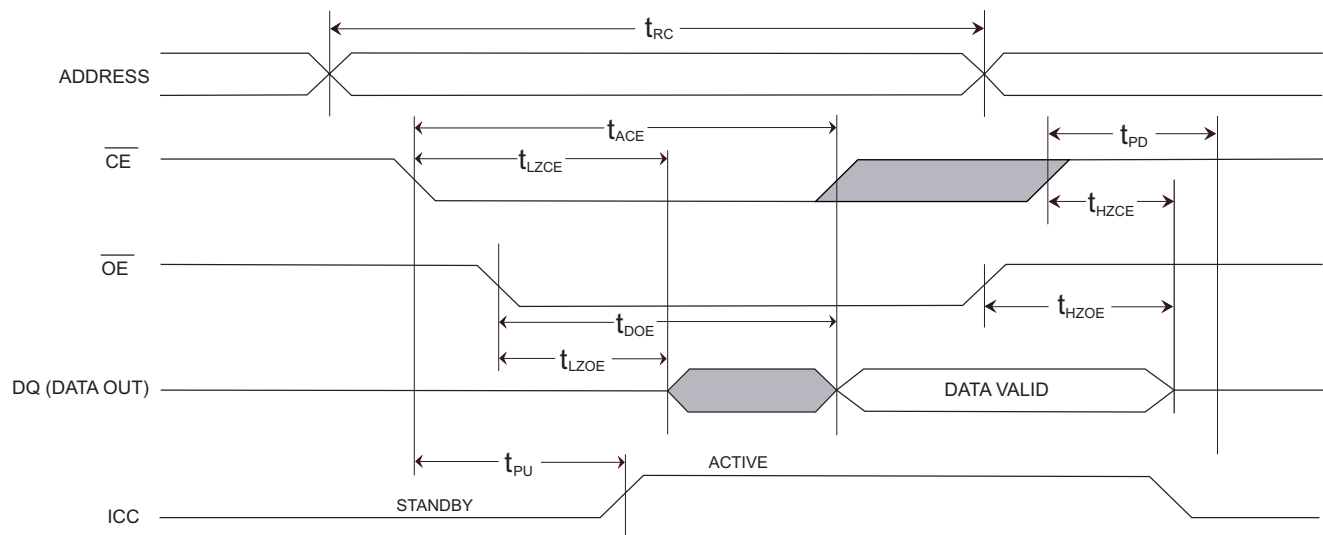 tRC
ADDRESS
tACE
tPD
CE
tLZCE
tHZCE
OE
tHZOE
tDOE
tLZOE
DQ (DATA OUT)
DATA VALID
tPU
ACTIVE
STANDBY
ICC